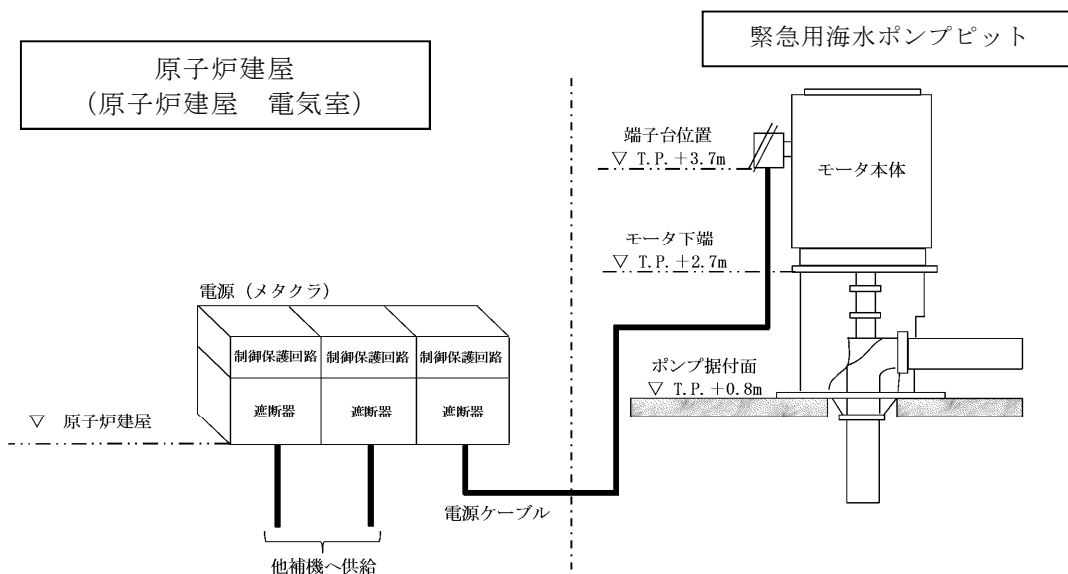 緊急用海水ポンプピット
原子炉建屋
(原子炉建屋　電気室)
端子台位置
▽ T.P.+3.7m
モータ本体
モータ下端
▽ T.P.+2.7m
電源(メタクラ)
制御保護回路 制御保護回路 制御保護回路
遮断器 遮断器 遮断器
ポンプ据付面
▽ T.P.+0.8m
▽ 原子炉建屋
電源ケーブル
他補機へ供給